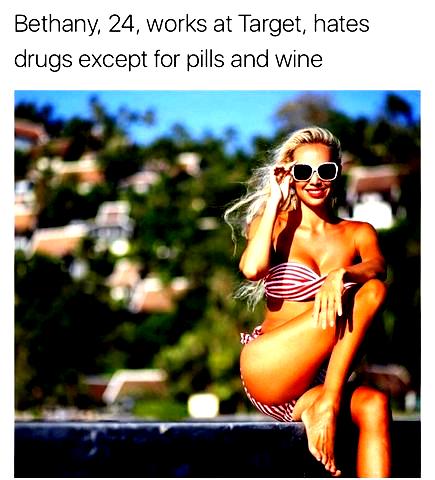 Bethany, 24, works at Target, hates
drugs except for pills and wine